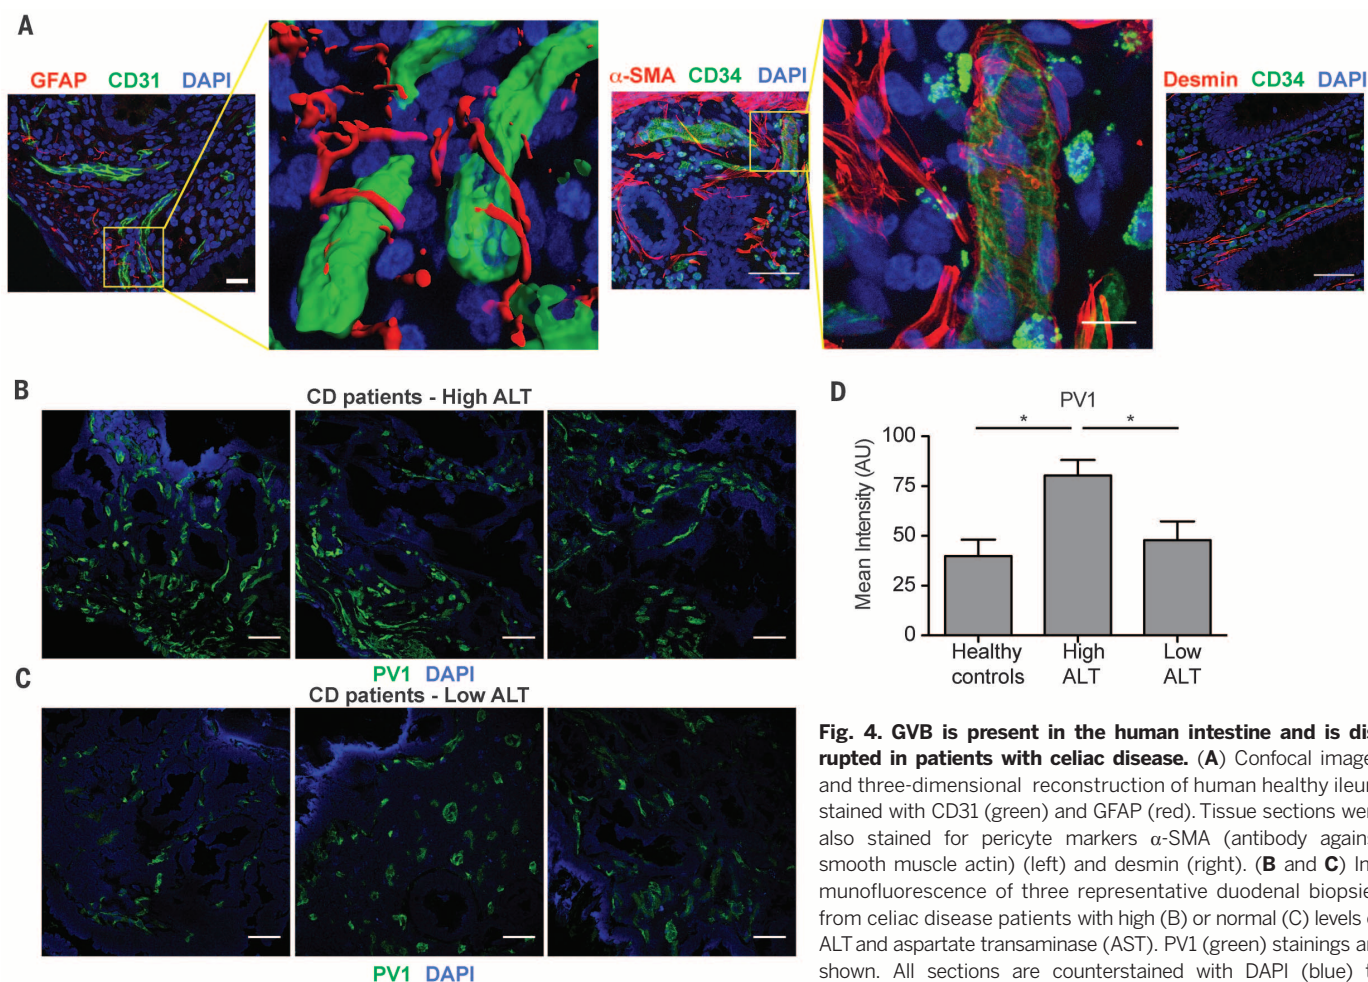 A
GFAP CD31 DAPI
α-SMA CD34 DAPI
Desmin CD34 DAPI
B
CD patients - High ALT
PV1 DAPI
C
CD patients - Low ALT
PV1 DAPI
D
PV1
* *
Mean Intensity (AU)
100
75
50
25
0
Healthy controls
High ALT
Low ALT
Fig. 4. GVB is present in the human intestine and is dis
rupted in patients with celiac disease. (A) Confocal image
and three-dimensional reconstruction of human healthy ileum
stained with CD31 (green) and GFAP (red). Tissue sections wer
also stained for pericyte markers α-SMA (antibody agains
smooth muscle actin) (left) and desmin (right). (B and C) Im
munofluorescence of three representative duodenal biopsie
from celiac disease patients with high (B) or normal (C) levels o
ALT and aspartate transaminase (AST). PV1 (green) stainings ar
shown. All sections are counterstained with DAPI (blue) t